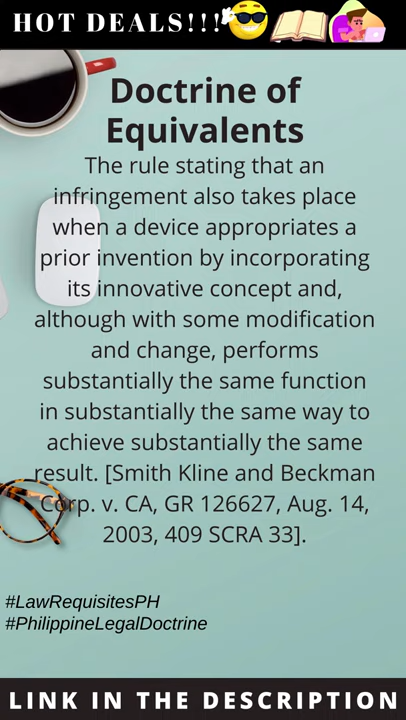 HOT DEALS!!!
Doctrine of
Equivalents
The rule stating that an
infringement also takes place
when a device appropriates a
prior invention by incorporating
its innovative concept and,
although with some modification
and change, performs
substantially the same function
in substantially the same way to
achieve substantially the same
result. [Smith Kline and Beckman
Corp. v. CA, GR 126627, Aug. 14,
2003, 409 SCRA 33].
#LawRequisitesPH
#PhilippineLegalDoctrine
LINK IN THE DESCRIPTION